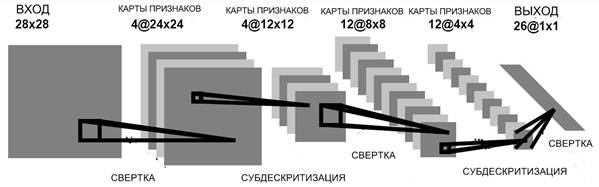 ВХОД
28x28
КАРТЫ ПРИЗНАКОВ
4@24x24
КАРТЫ ПРИЗНАКОВ
4@12x12
КАРТЫ ПРИЗНАКОВ
12@8x8
КАРТЫ ПРИЗНАКОВ
12@4x4
ВЫХОД
26@1x1
СВЕРТКА
СУБДЕСКРИТИЗАЦИЯ
СВЕРТКА
СУБДЕСКРИТИЗАЦИЯ
СВЕРТКА